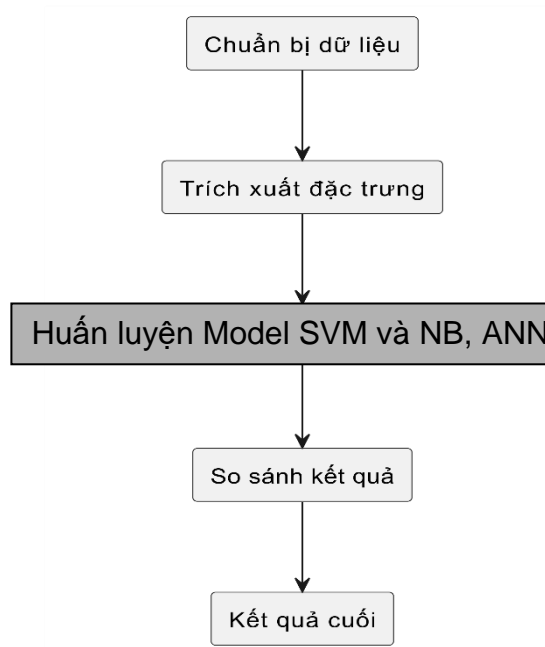 Chuẩn bị dữ liệu
Trích xuất đặc trưng
Huấn luyện Model SVM và NB, ANN
So sánh kết quả
Kết quả cuối